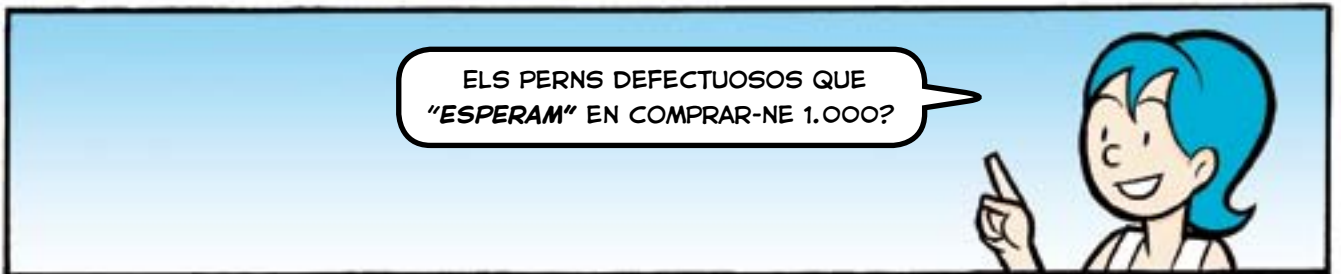 ELS PERNS DEFECTUOSOS QUE
"ESPERAM" EN COMPRAR-NE 1.000?